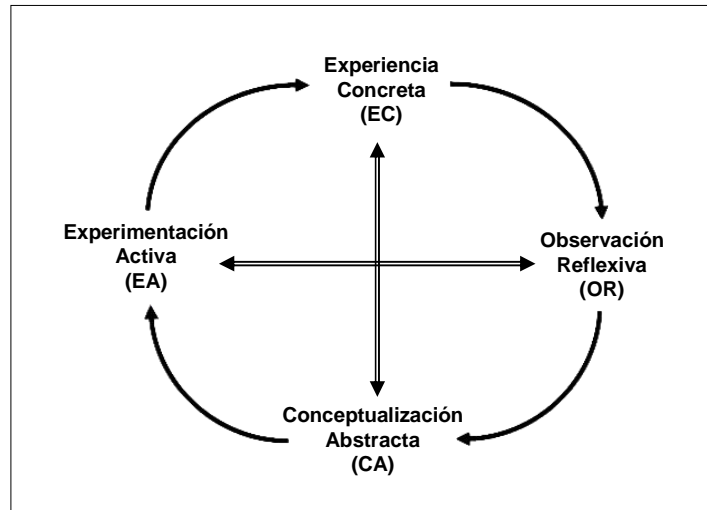 Experiencia
Concreta
(EC)
Experimentación
Activa
(EA)
Observación
Reflexiva
(OR)
Conceptualización
Abstracta
(CA)